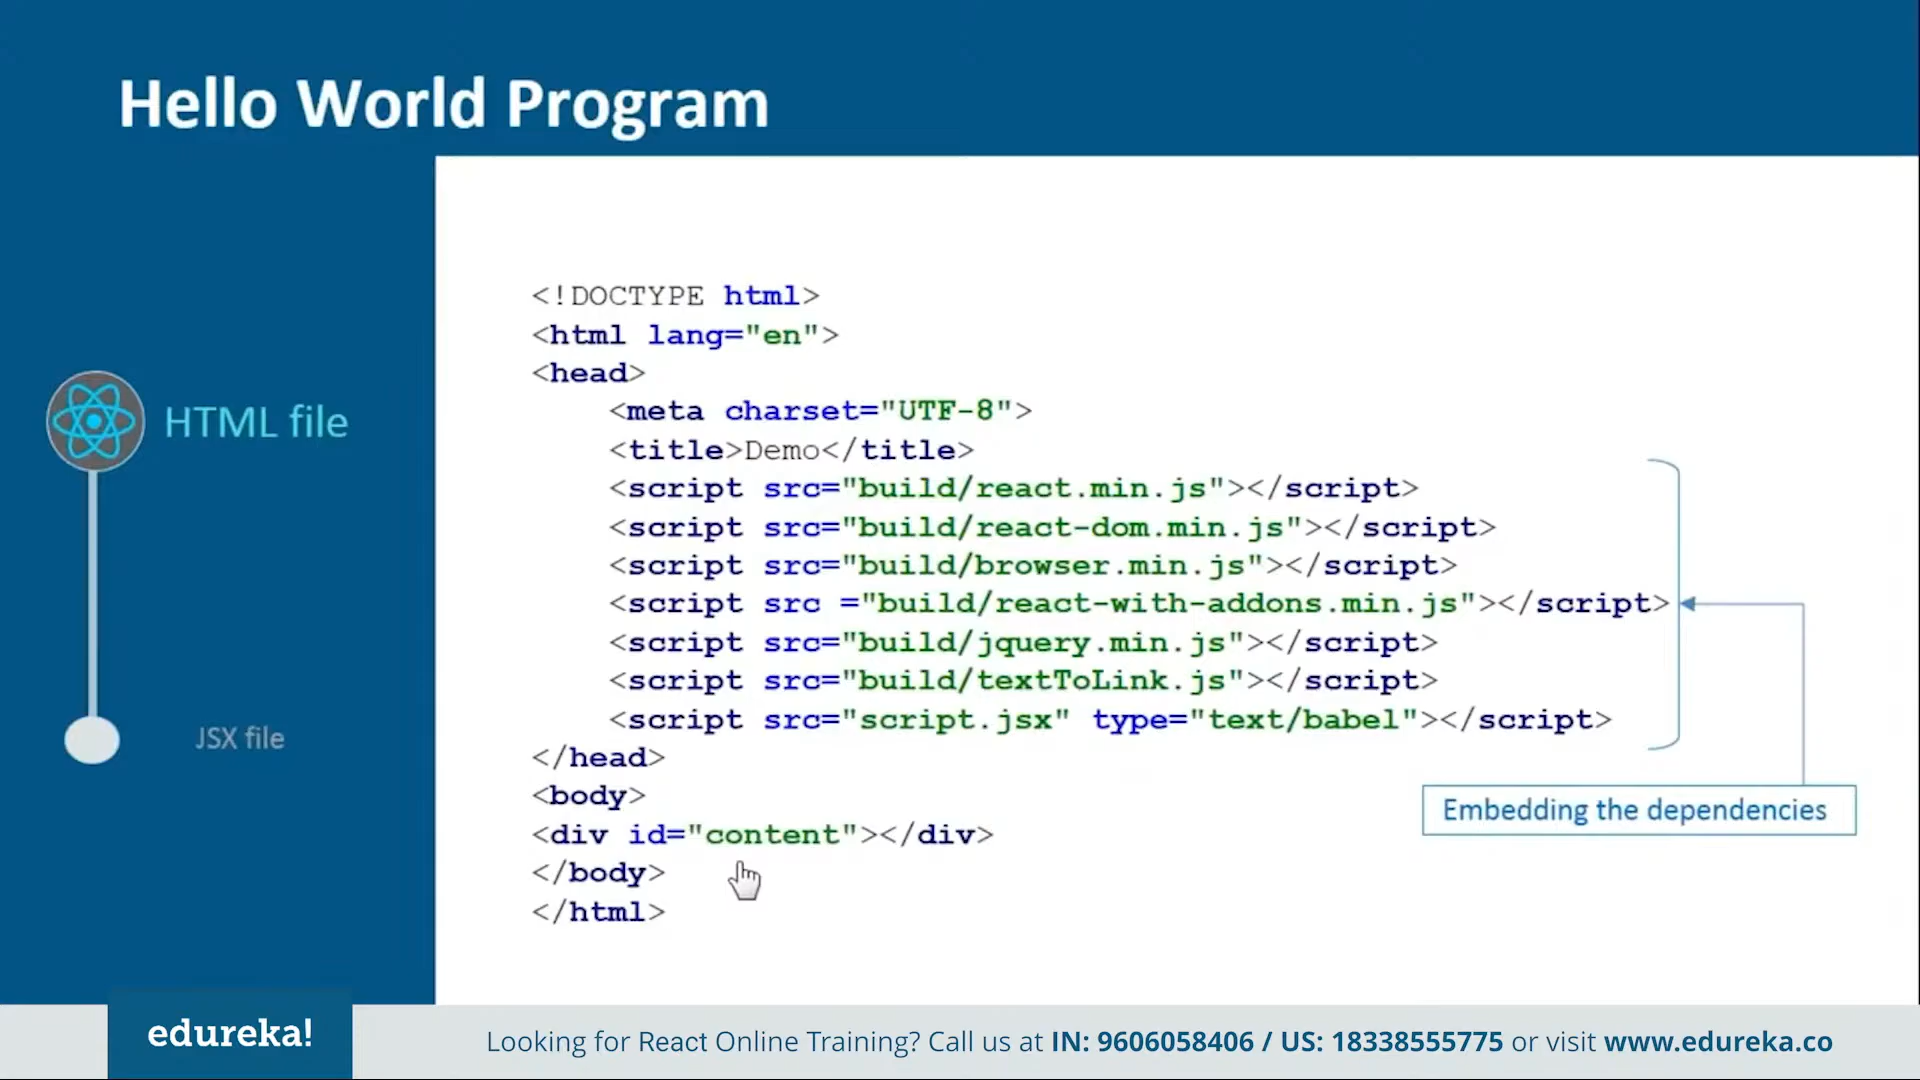 Hello World Program
HTML file
JSX file
<!DOCTYPE html>
<html lang="en">
<head>
<meta charset="UTF-8">
<title>Demo</title>
<script src="build/react.min.js"></script>
<script src="build/react-dom.min.js"></script>
<script src="build/browser.min.js"></script>
<script src ="build/react-with-addons.min.js"></script>
<script src="build/jquery.min.js"></script>
<script src="build/textToLink.js"></script>
<script src="script.jsx" type="text/babel"></script>
</head>
<body>
<div id="content"></div>
</body>
</html>
Embedding the dependencies
edureka!
Looking for React Online Training? Call us at IN: 9606058406 / US: 18338555775 or visit www.edureka.co